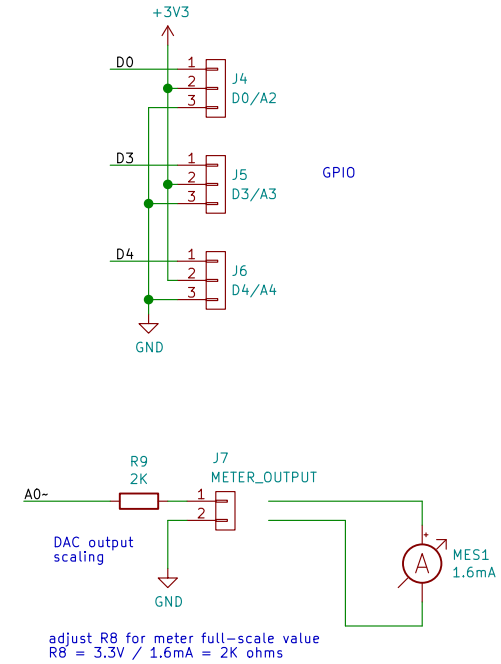 +3V3
D0
1
2
3
J4
D0/A2
D3
1
2
3
J5
D3/A3
GPIO
D4
1
2
3
J6
D4/A4
GND
R9
2K
J7
METER_OUTPUT
A0~
1
2
DAC output
scaling
GND
+
A
MES1
1.6mA
adjust R8 for meter full-scale value
R8 = 3.3V / 1.6mA = 2K ohms